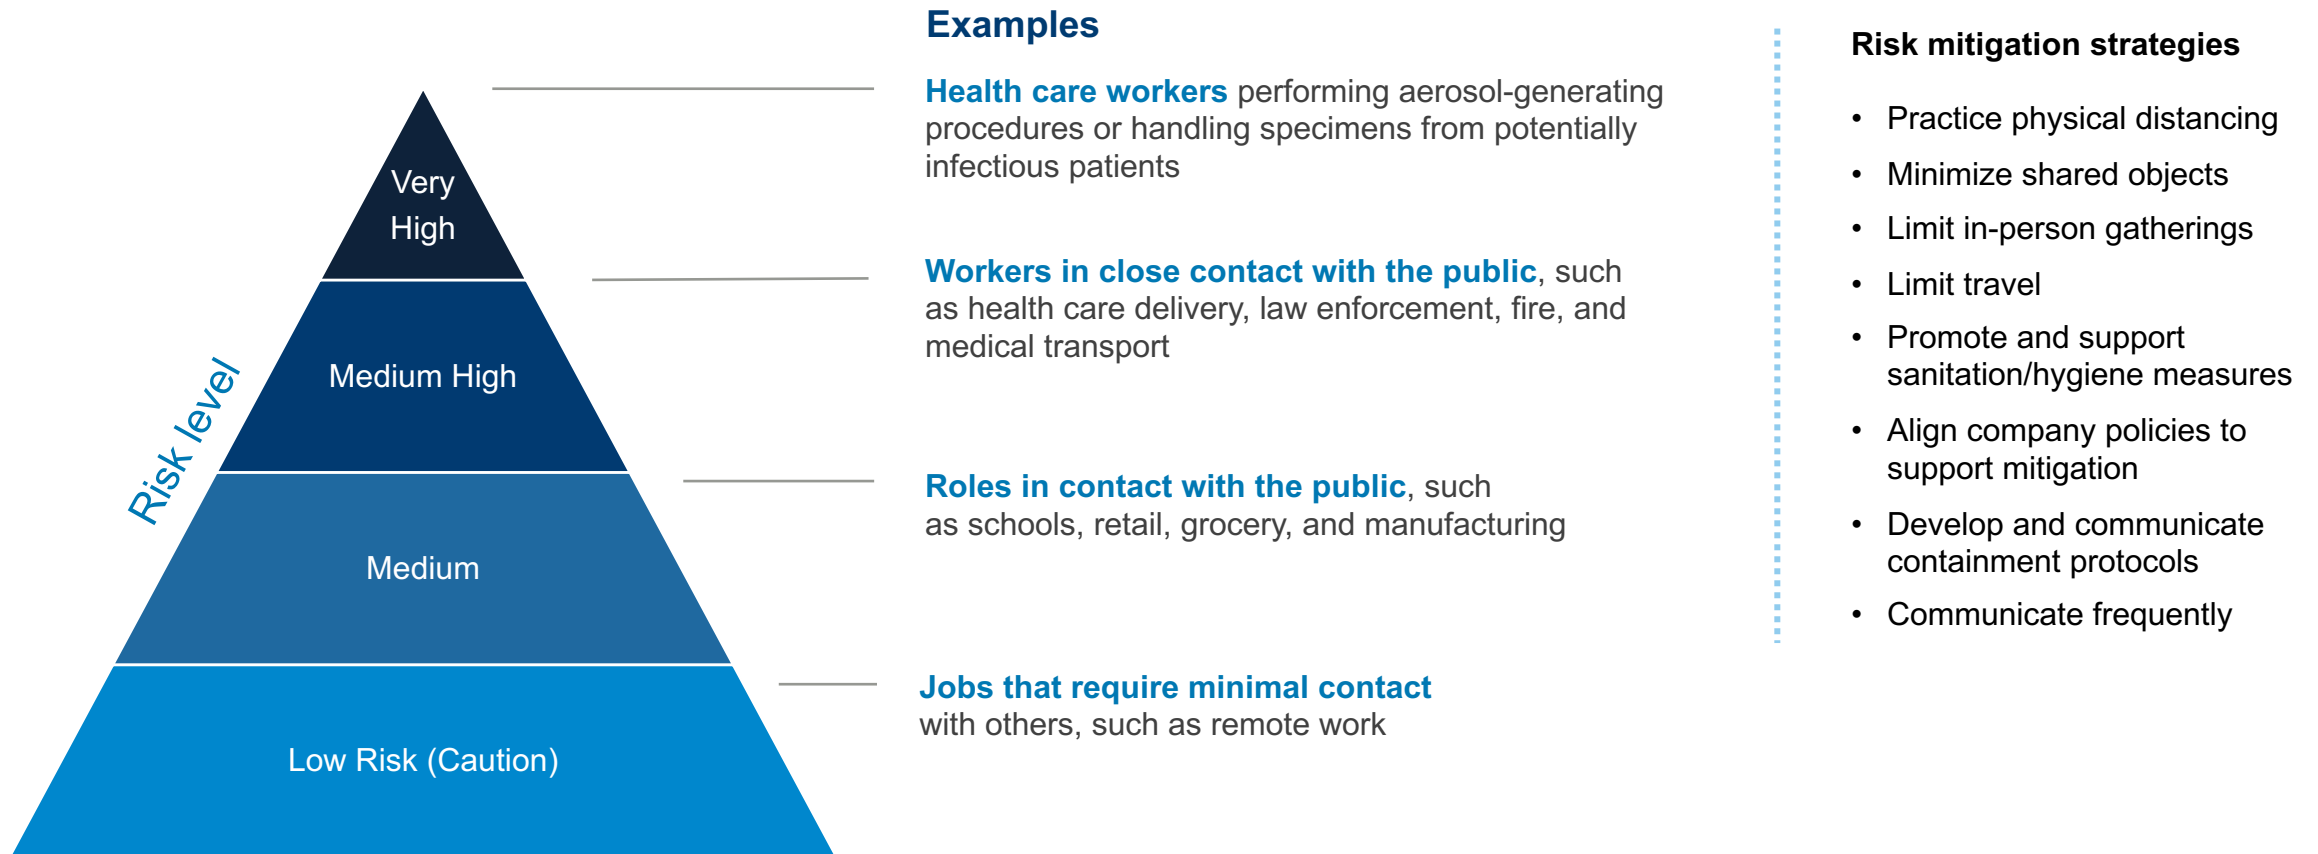 Examples
Health care workers performing aerosol-generating
procedures or handling specimens from potentially
infectious patients
Workers in close contact with the public, such
as health care delivery, law enforcement, fire, and
medical transport
Roles in contact with the public, such
as schools, retail, grocery, and manufacturing
Jobs that require minimal contact
with others, such as remote work
Very
High
Medium High
Medium
Low Risk (Caution)
Risk level
Risk mitigation strategies
• Practice physical distancing
• Minimize shared objects
• Limit in-person gatherings
• Limit travel
• Promote and support
sanitation/hygiene measures
• Align company policies to
support mitigation
• Develop and communicate
containment protocols
• Communicate frequently